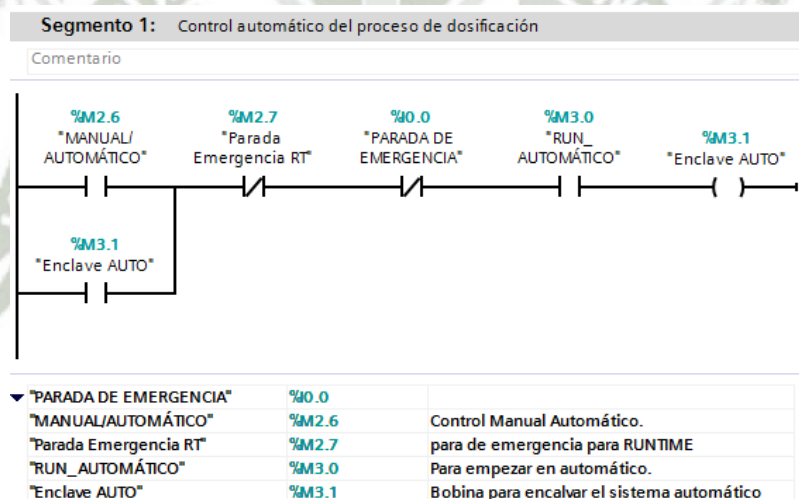 Segmento 1: Control automático del proceso de dosificación
Comentario
%M2.6 %M2.7 %I0.0 %M3.0
"MANUAL/ "Parada "PARADA DE "RUN_ %M3.1
AUTOMÁTICO" Emergencia RT" EMERGENCIA" AUTOMÁTICO" "Enclave AUTO"
%M3.1
"Enclave AUTO"
"PARADA DE EMERGENCIA" %I0.0
"MANUAL/AUTOMÁTICO" %M2.6 Control Manual Automático.
"Parada Emergencia RT" %M2.7 para de emergencia para RUNTIME
"RUN_AUTOMÁTICO" %M3.0 Para empezar en automático.
"Enclave AUTO" %M3.1 Bobina para encalvar el sistema automático